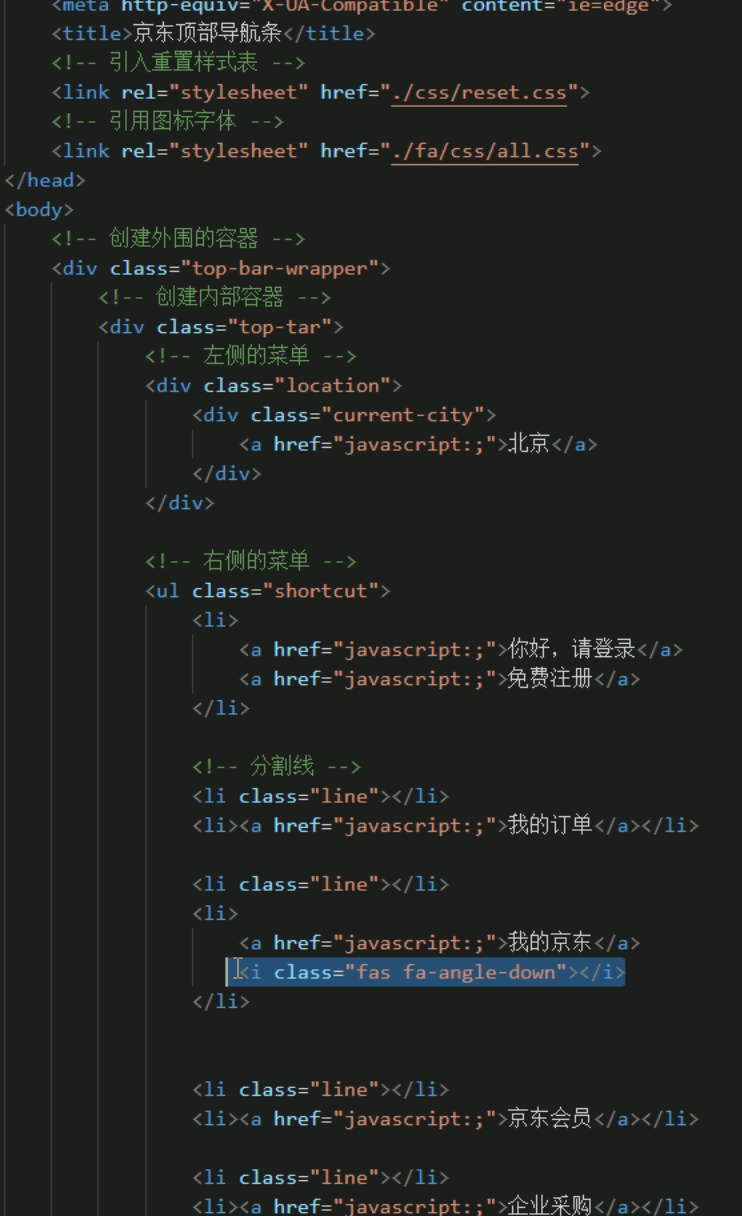 <meta http-equiv="X-UA-Compatible" content="ie=edge">
<title>京东顶部导航条</title>
<!-- 引入重置样式表 -->
<link rel="stylesheet" href="./css/reset.css">
<!-- 引用图标字体 -->
<link rel="stylesheet" href="./fa/css/all.css">
</head>
<body>
<!-- 创建外围的容器 -->
<div class="top-bar-wrapper">
<!-- 创建内部容器 -->
<div class="top-tar">
<!-- 左侧的菜单 -->
<div class="location">
<div class="current-city">
<a href="javascript:;">北京</a>
</div>
</div>
<!-- 右侧的菜单 -->
<ul class="shortcut">
<li>
<a href="javascript:;">你好，请登录</a>
<a href="javascript:;">免费注册</a>
</li>
<!-- 分割线 -->
<li class="line"></li>
<li><a href="javascript:;">我的订单</a></li>
<li class="line"></li>
<li>
<a href="javascript:;">我的京东</a>
<i class="fas fa-angle-down"></i>
</li>
<li class="line"></li>
<li><a href="javascript:;">京东会员</a></li>
<li class="line"></li>
<li><a href="javascript:;">企业采购</a></li>